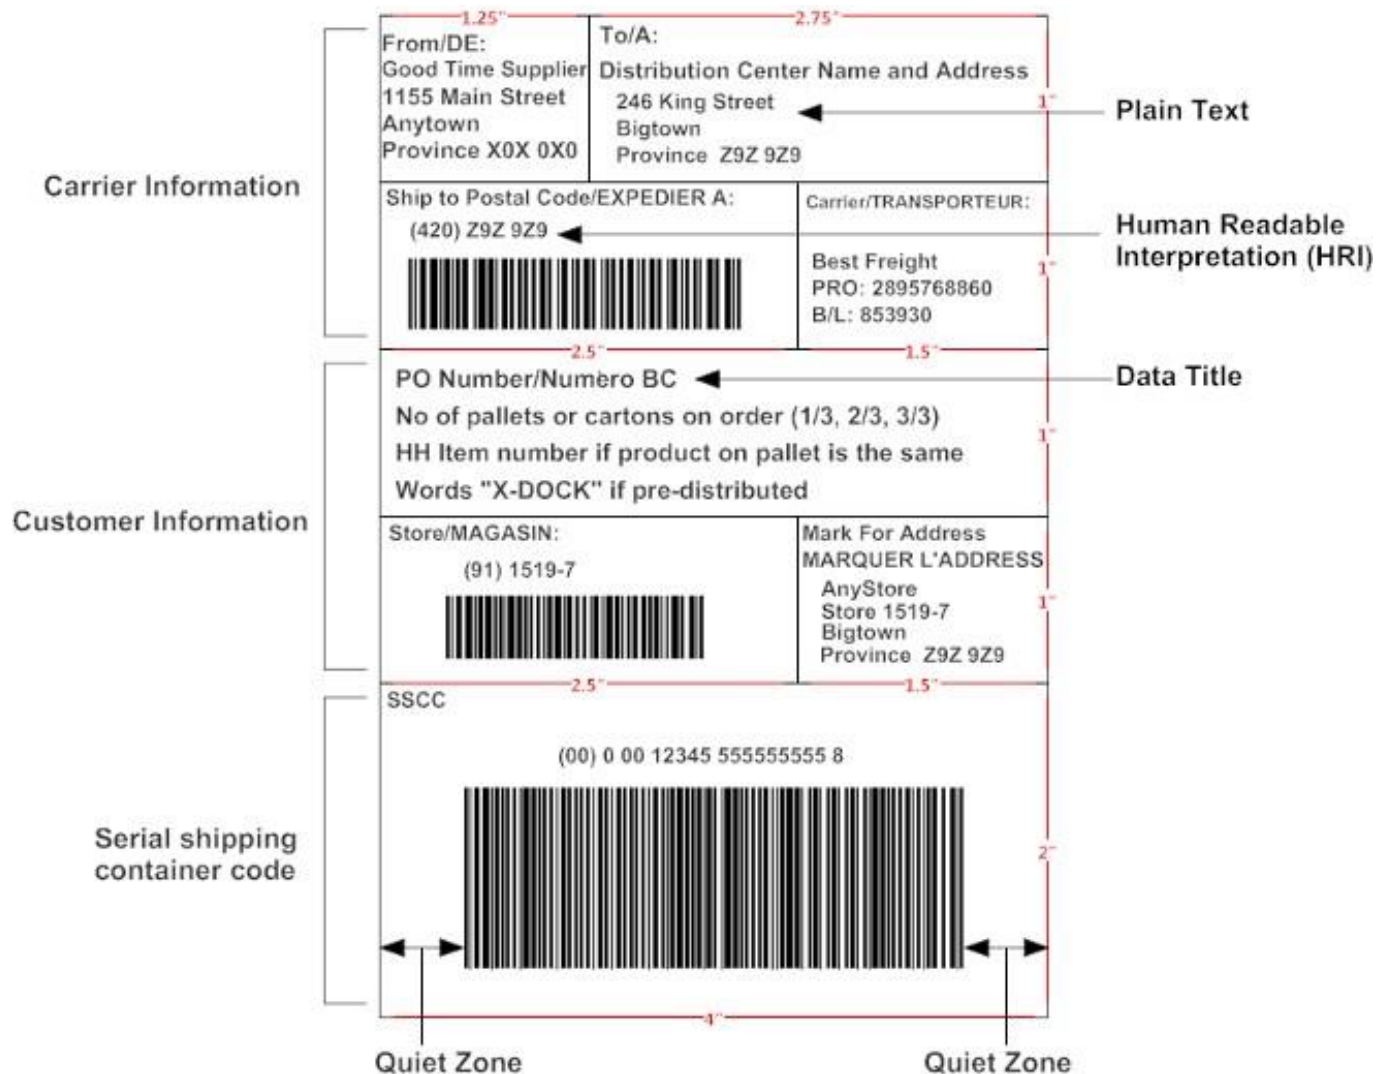 1.25"
2.75"
From/DE:
Good Time Supplier
1155 Main Street
Anytown
Province X0X 0X0
To/A:
Distribution Center Name and Address
246 King Street
Bigtown
Province Z9Z 9Z9
1"
Plain Text
Carrier Information
Ship to Postal Code/EXPEDIER A:
(420) Z9Z 9Z9
Carrier/TRANSPORTEUR:
Best Freight
PRO: 2895768860
B/L: 853930
1"
Human Readable
Interpretation (HRI)
2.5"
1.5"
PO Number/Numero BC
No of pallets or cartons on order (1/3, 2/3, 3/3)
HH Item number if product on pallet is the same
Words "X-DOCK" if pre-distributed
1"
Data Title
Customer Information
Store/MAGASIN:
(91) 1519-7
Mark For Address
MARQUER L'ADDRESS
AnyStore
Store 1519-7
Bigtown
Province Z9Z 9Z9
1"
2.5"
1.5"
SSCC
(00) 0 00 12345 5555555555 8
Serial shipping
container code
2"
4"
Quiet Zone
Quiet Zone